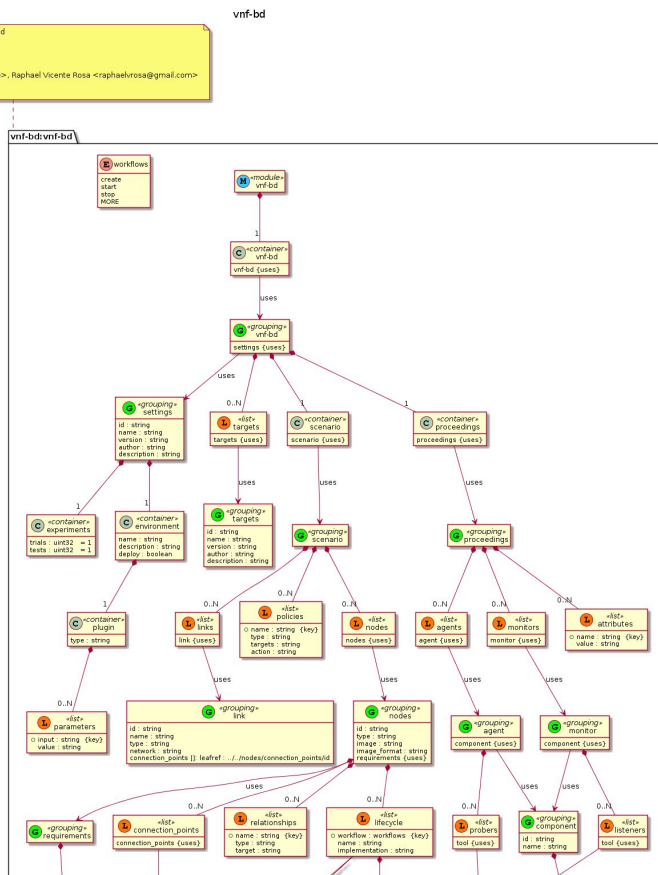 vnf-bd
d
>, Raphael Vicente Rosa <raphaelvrosa@gmail.com>
vnf-bd:vnf-bd
E workflows
create
start
stop
MORE
M «module»
vnf-bd
1
C «container»
vnf-bd
vnf-bd {uses}
uses
G «grouping»
vnf-bd
settings {uses}
uses
0..N
1
1
G «grouping»
settings
id : string
name : string
version : string
author : string
description : string
L «list»
targets
targets {uses}
C «container»
scenario
scenario {uses}
C «container»
proceedings
proceedings {uses}
uses
uses
uses
1
1
C «container»
experiments
trials : uint32 = 1
tests : uint32 = 1
C «container»
environment
name : string
description : string
deploy : boolean
G «grouping»
targets
id : string
name : string
version : string
author : string
description : string
G «grouping»
scenario
G «grouping»
proceedings
1
0..N
0..N
0..N
0..N
0..N
0..N
C «container»
plugin
type : string
L «list»
links
link {uses}
L «list»
policies
name : string {key}
type : string
targets : string
action : string
L «list»
nodes
nodes {uses}
L «list»
agents
agent {uses}
L «list»
monitors
monitor {uses}
L «list»
attributes
name : string {key}
value : string
0..N
uses
uses
uses
uses
L «list»
parameters
input : string {key}
value : string
G «grouping»
link
id : string
name : string
type : string
network : string
connection_points []: leafref : ../../nodes/connection_points/id
G «grouping»
nodes
id : string
type : string
image : string
image_format : string
requirements {uses}
G «grouping»
agent
component {uses}
G «grouping»
monitor
component {uses}
uses
uses
uses
0..N
0..N
0..N
0..N
0..N
G «grouping»
requirements
L «list»
connection_points
connection_points {uses}
L «list»
relationships
name : string {key}
type : string
target : string
L «list»
lifecycle
workflow : workflows {key}
name : string
implementation : string
L «list»
probers
tool {uses}
G «grouping»
component
id : string
name : string
L «list»
listeners
tool {uses}